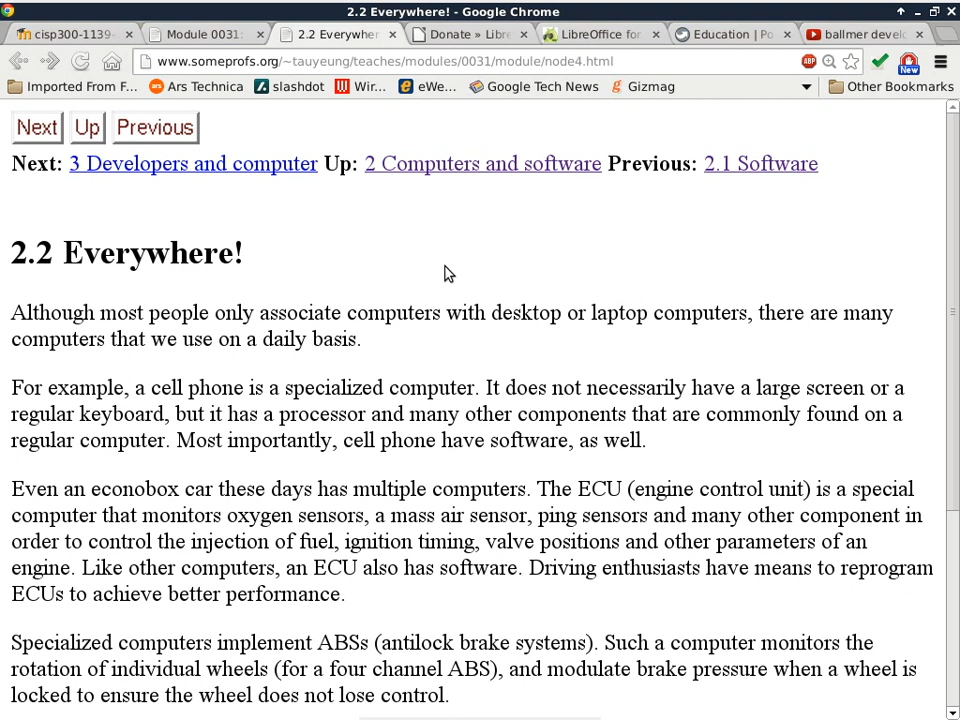 2.2 Everywhere! - Google Chrome
cisp300-1139- Module 0031: 2.2 Everywher Donate » Libre LibreOffice for Education | Po ballmer devel
www.someprofs.org/~tauyeung/teaches/modules/0031/module/node4.html ABP New
Imported From F... Ars Technica slashdot Wir... eWe... Google Tech News Gizmag Other Bookmarks
Next Up Previous
Next: 3 Developers and computer Up: 2 Computers and software Previous: 2.1 Software
2.2 Everywhere!
Although most people only associate computers with desktop or laptop computers, there are many
computers that we use on a daily basis.
For example, a cell phone is a specialized computer. It does not necessarily have a large screen or a
regular keyboard, but it has a processor and many other components that are commonly found on a
regular computer. Most importantly, cell phone have software, as well.
Even an econobox car these days has multiple computers. The ECU (engine control unit) is a special
computer that monitors oxygen sensors, a mass air sensor, ping sensors and many other component in
order to control the injection of fuel, ignition timing, valve positions and other parameters of an
engine. Like other computers, an ECU also has software. Driving enthusiasts have means to reprogram
ECUs to achieve better performance.
Specialized computers implement ABSs (antilock brake systems). Such a computer monitors the
rotation of individual wheels (for a four channel ABS), and modulate brake pressure when a wheel is
locked to ensure the wheel does not lose control.